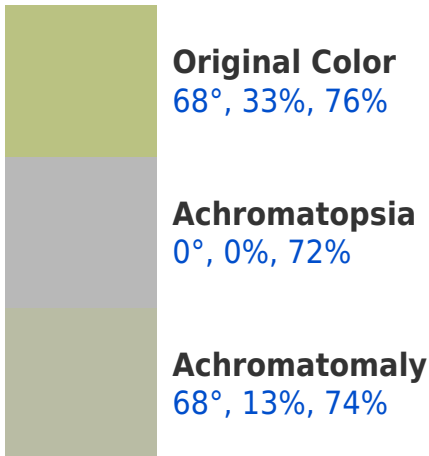 Original Color
68°, 33%, 76%
Achromatopsia
0°, 0%, 72%
Achromatomaly
68°, 13%, 74%